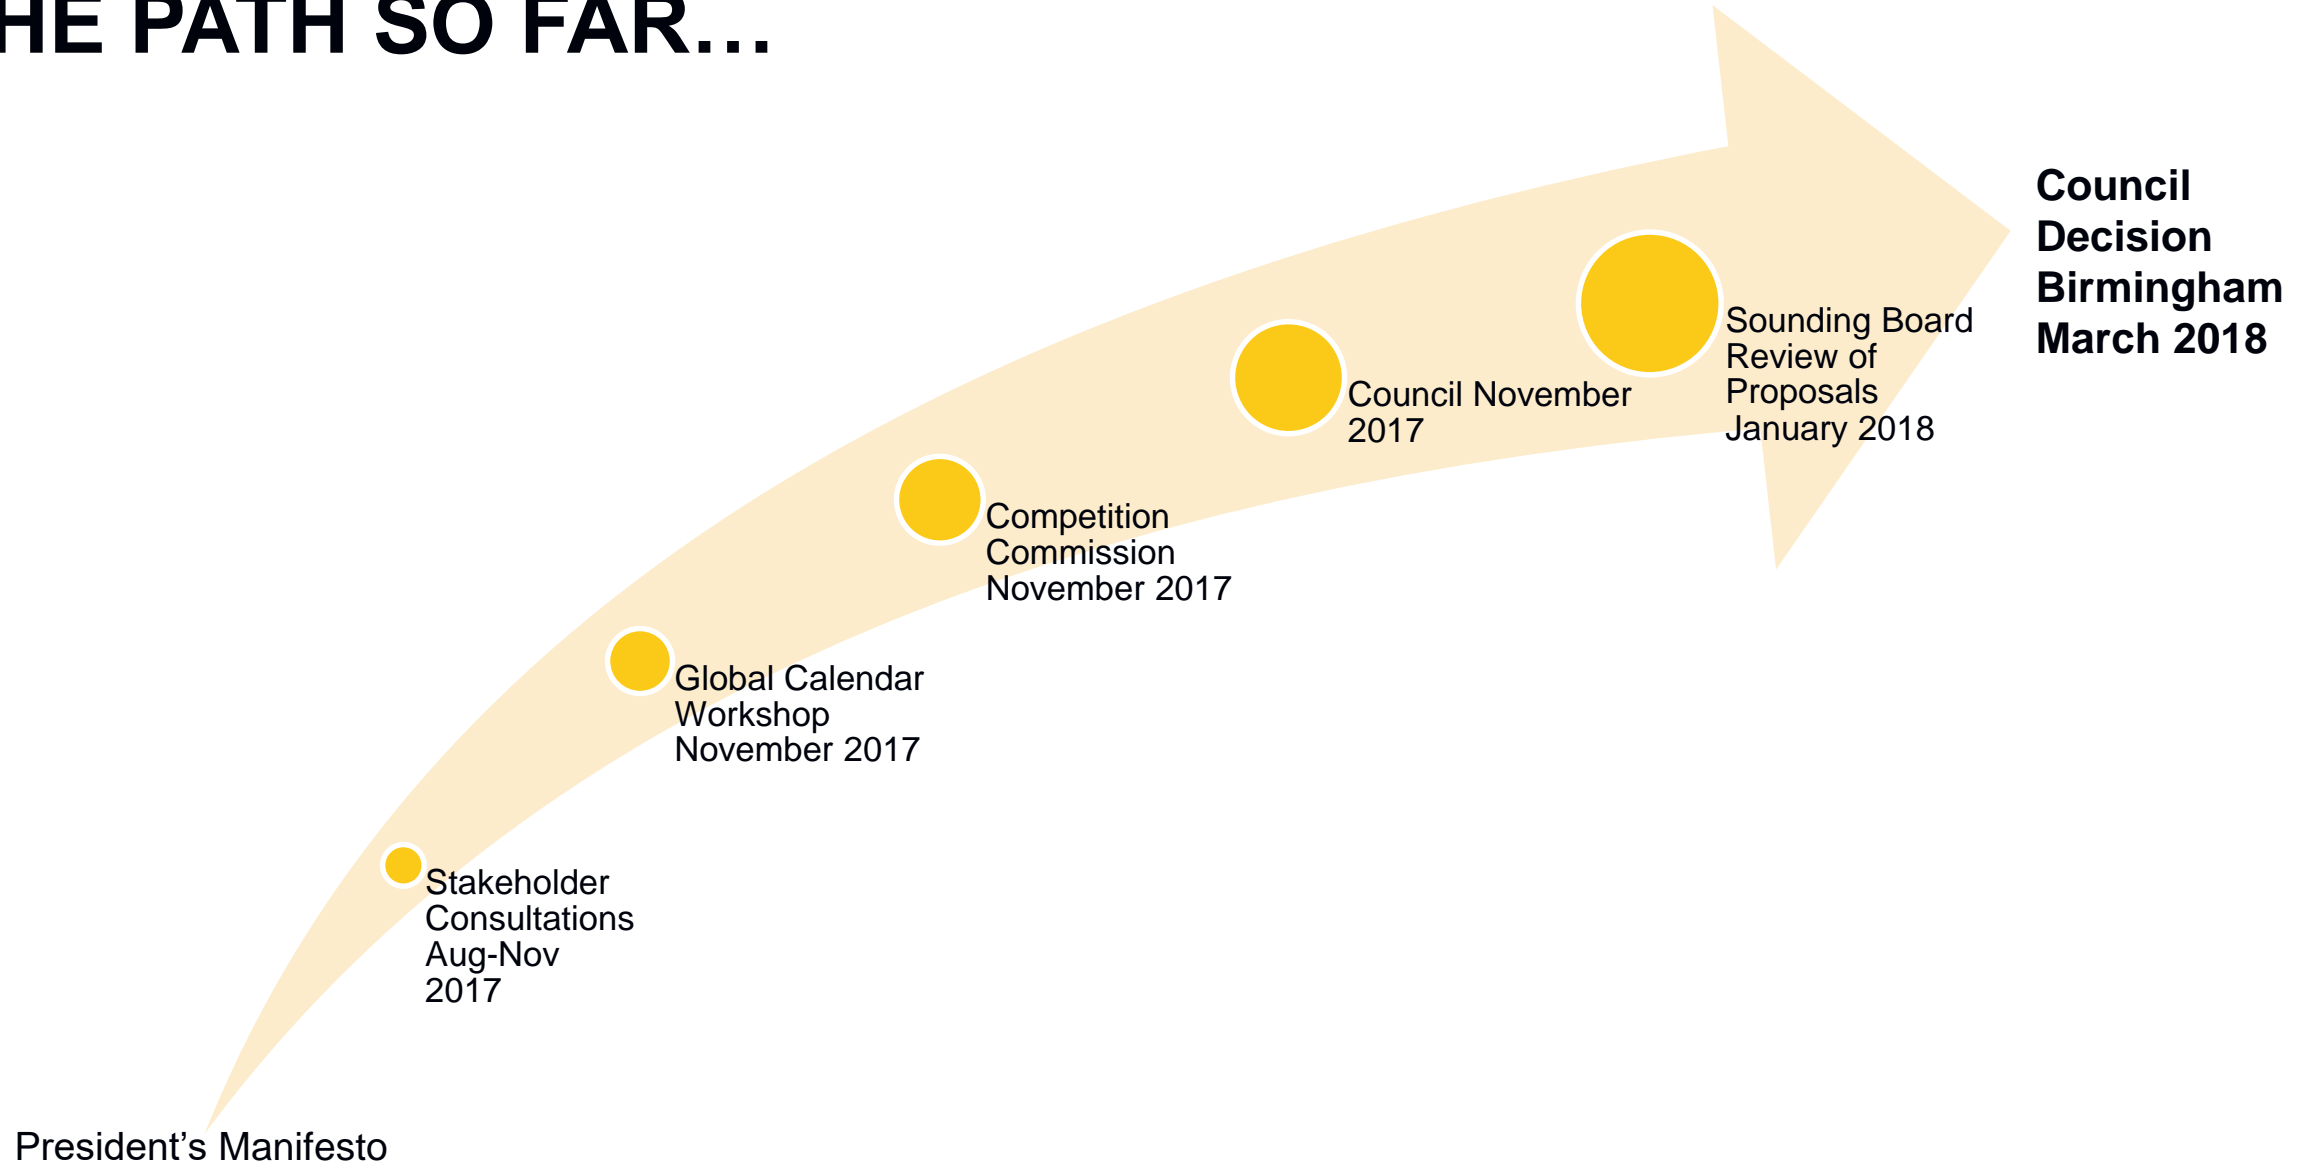 HE PATH SO FAR...
Council
Decision
Birmingham
March 2018
Sounding Board
Review of
Proposals
January 2018
Council November
2017
Competition
Commission
November 2017
Global Calendar
Workshop
November 2017
Stakeholder
Consultations
Aug-Nov
2017
President’s Manifesto